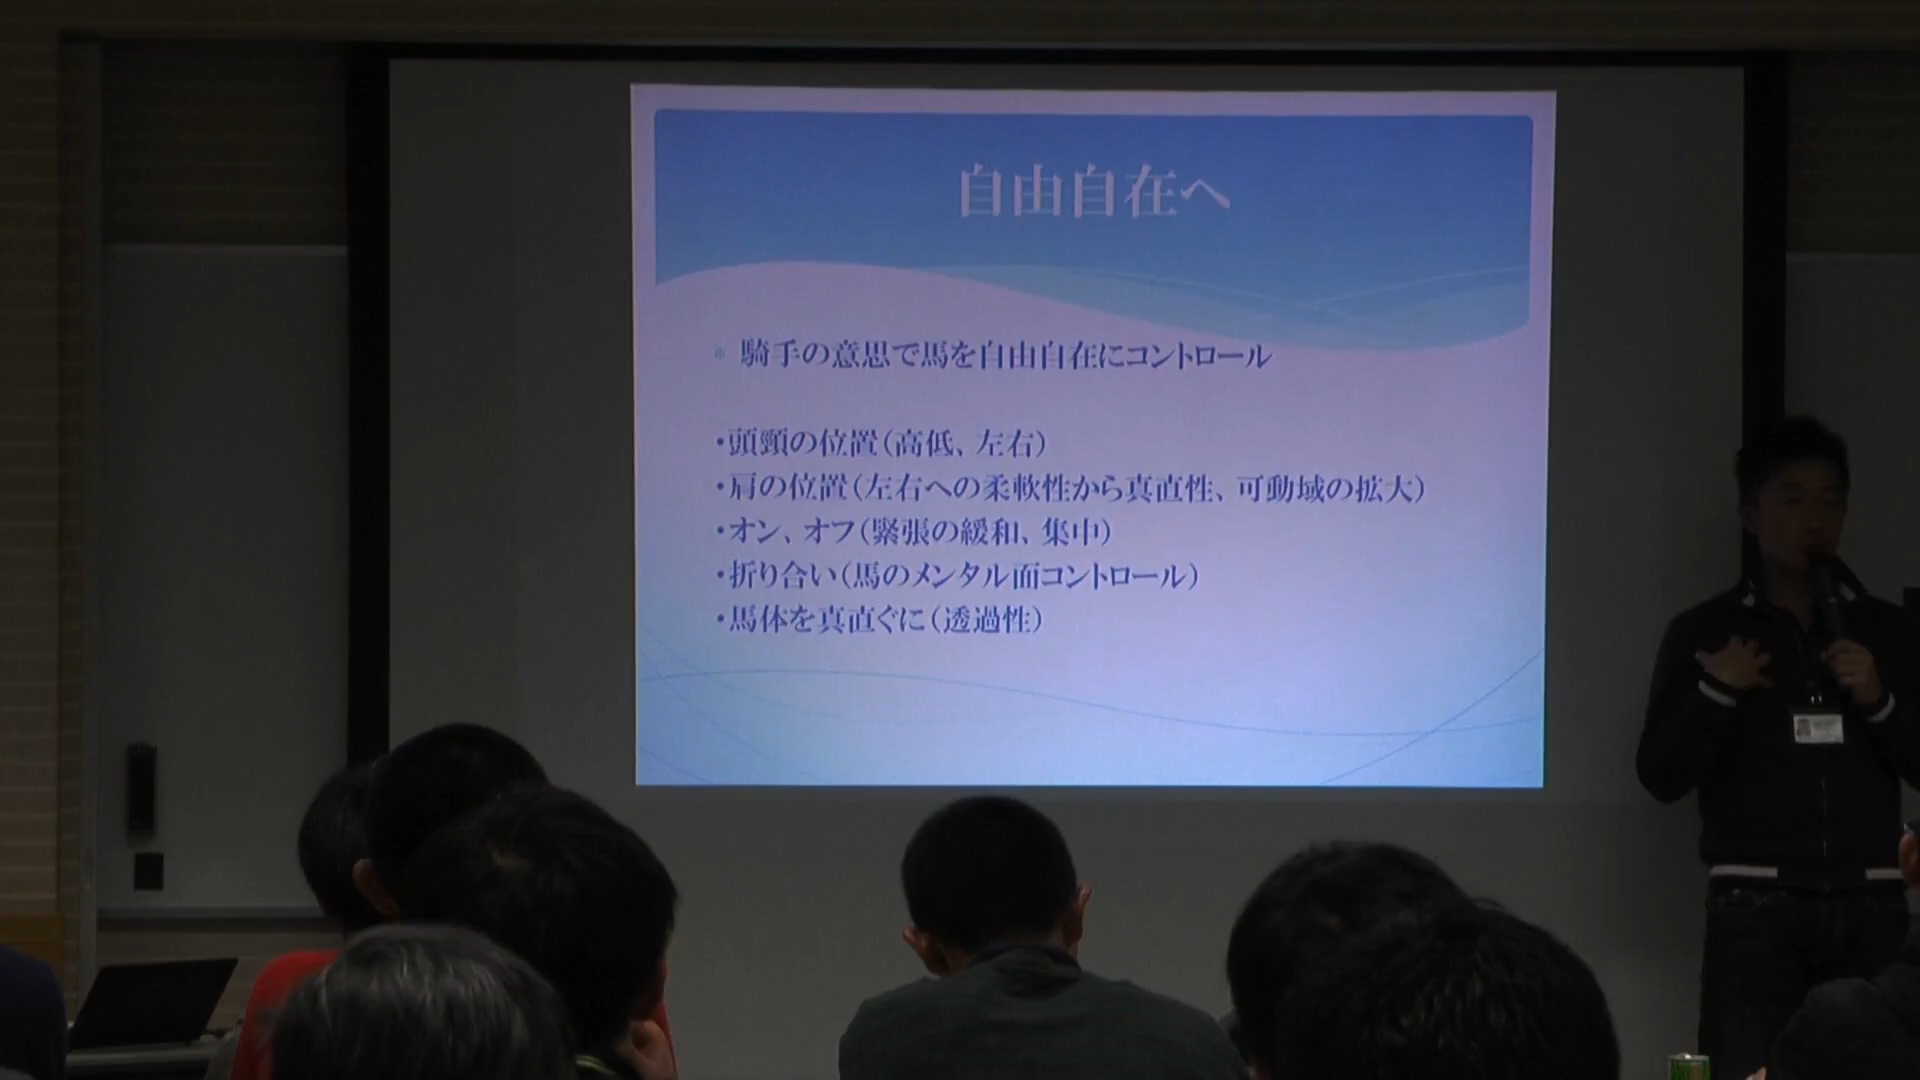 自由自在へ
* 騎手の意思で馬を自由自在にコントロール
・頭頸の位置(高低、左右)
・肩の位置(左右への柔軟性から真直性、可動域の拡大)
・オン、オフ(緊張の緩和、集中)
・折り合い(馬のメンタル面コントロール)
・馬体を真直ぐに(透過性)